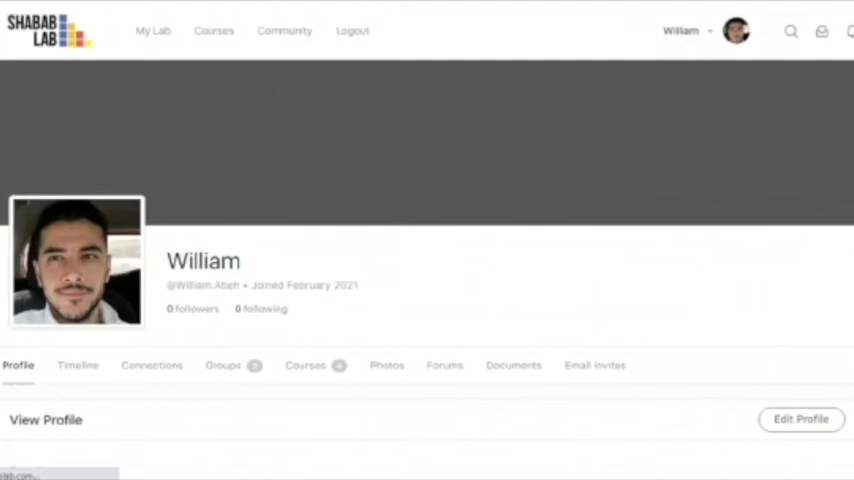 SHABAB
LAB
My Lab Courses Community Logout
William
William
@William.Atieh • Joined February 2021
0 followers 0 following
Profile Timeline Connections Groups Courses Photos Forums Documents Email Invites
View Profile
Edit Profile